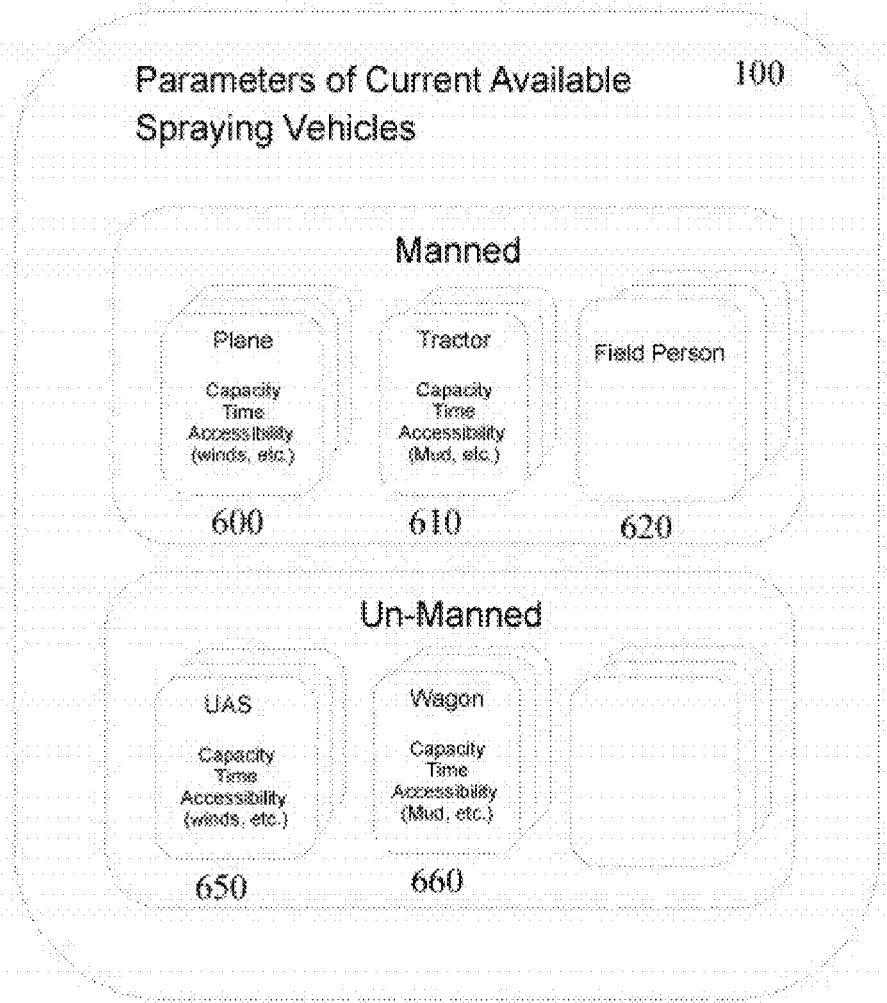 Parameters of Current Available
Spraying Vehicles
100
Manned
Plane
Capacity
Time
Accessibility
(winds, etc.)
600
Tractor
Capacity
Time
Accessibility
(Mud, etc.)
610
Field Person
620
Un-Manned
UAS
Capacity
Time
Accessibility
(winds, etc.)
650
Wagon
Capacity
Time
Accessibility
(Mud, etc.)
660